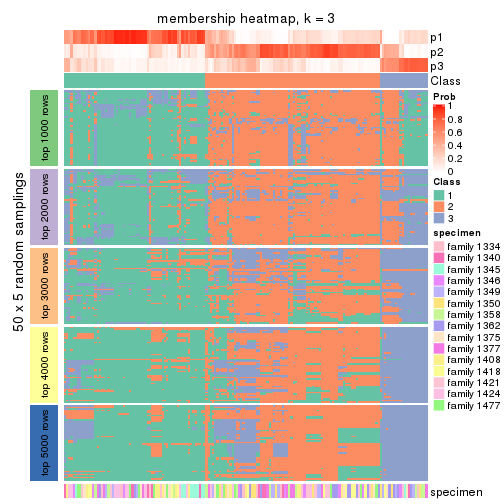 membership heatmap, k = 3
p1
p2
p3
Class
50 x 5 random samplings
top 1000 rows
top 2000 rows
top 3000 rows
top 4000 rows
top 5000 rows
specimen
Prob
1
0.8
0.6
0.4
0.2
0
Class
1
2
3
specimen
family 1334
family 1340
family 1345
family 1346
family 1349
family 1350
family 1358
family 1362
family 1375
family 1377
family 1408
family 1418
family 1421
family 1424
family 1477